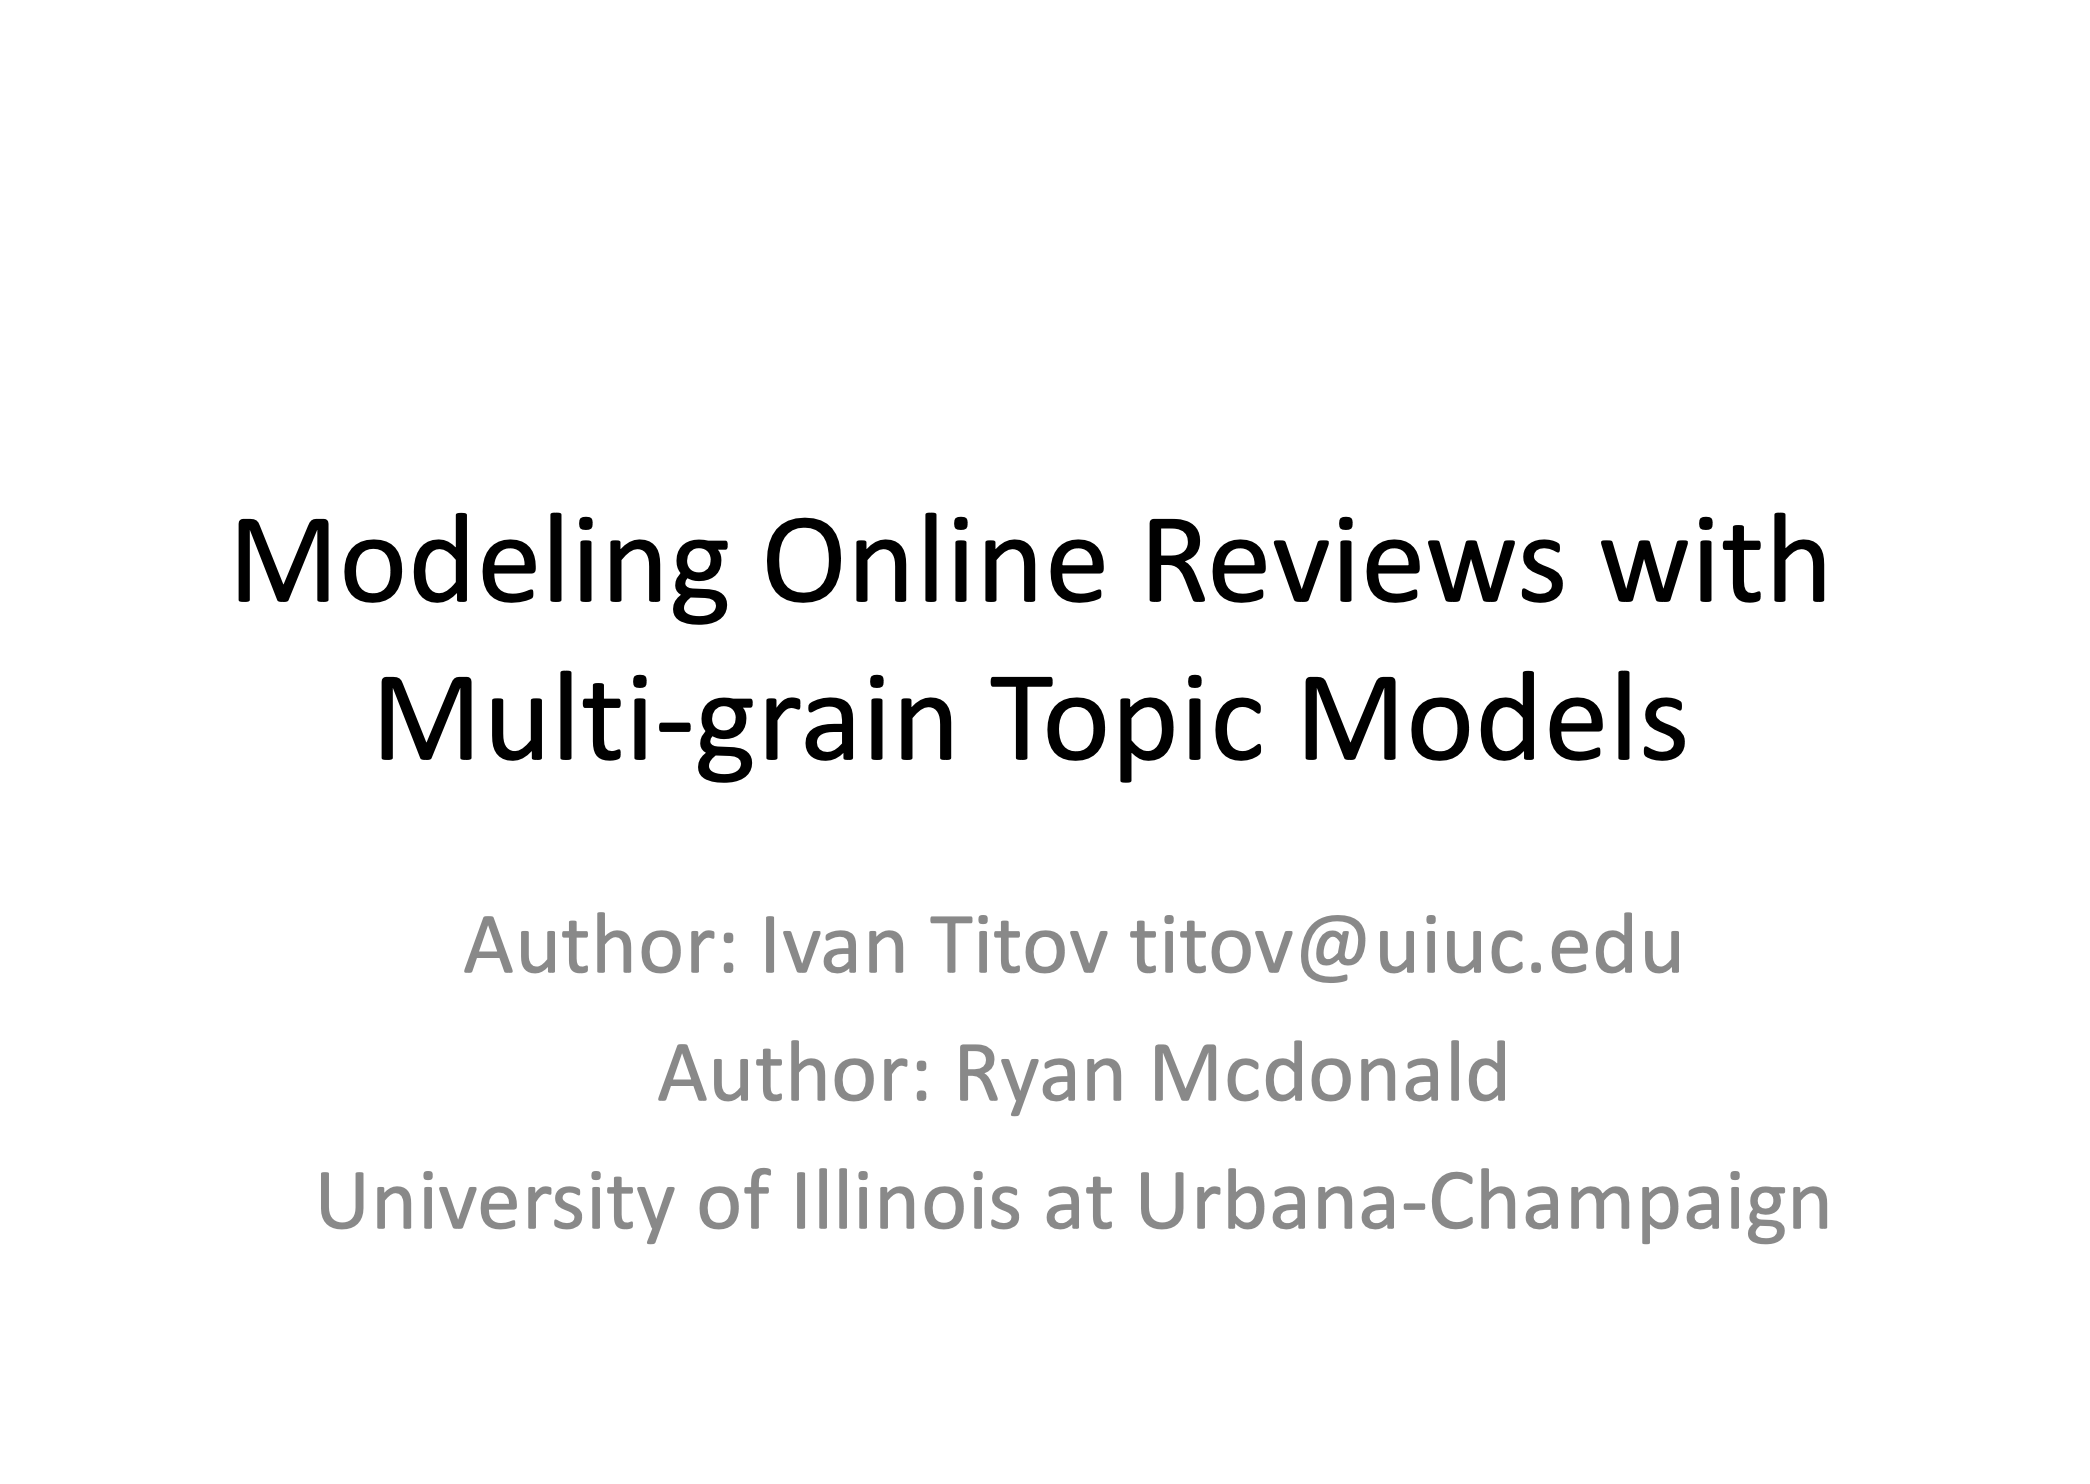 Modeling Online Reviews with
Multi-grain Topic Models
Author: Ivan Titov titov@uiuc.edu
Author: Ryan Mcdonald
University of Illinois at Urbana-Champaign